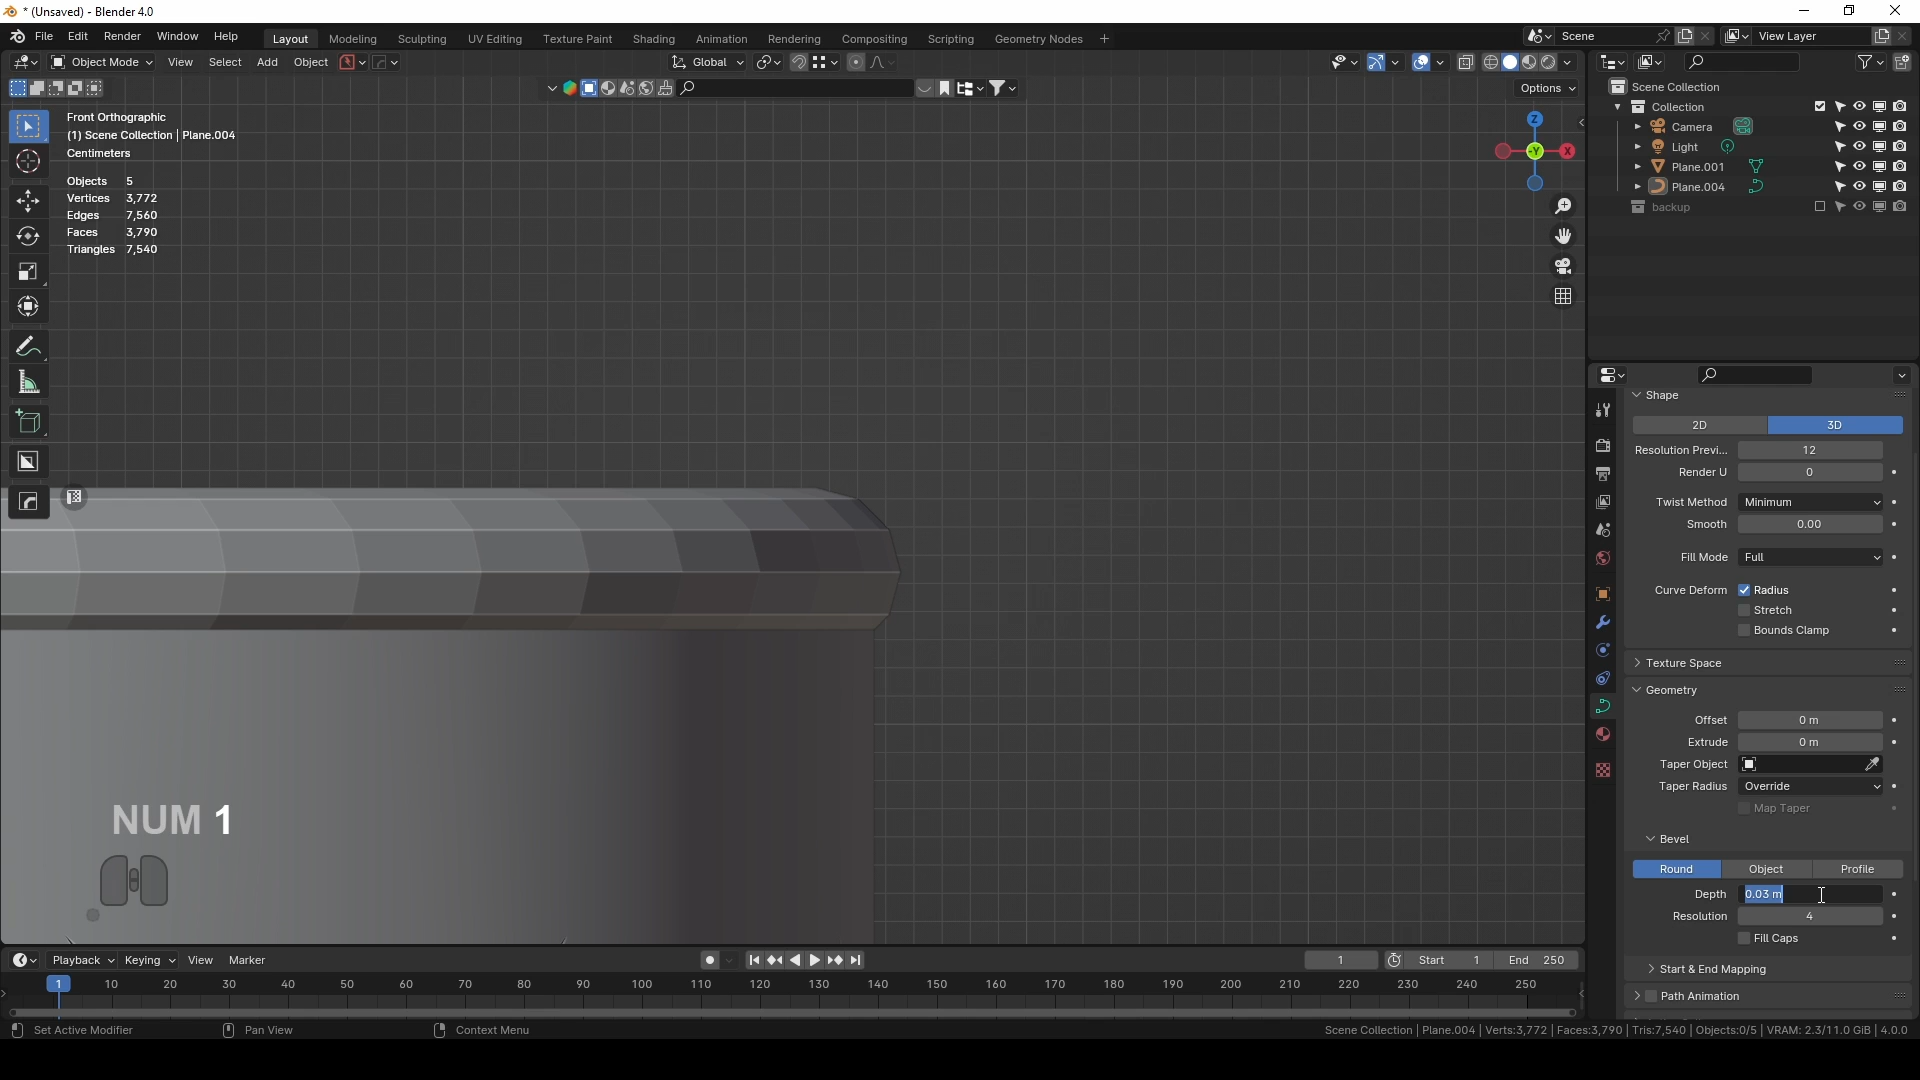 * (Unsaved) - Blender 4.0
File Edit Render Window Help Layout Modeling Sculpting UV Editing Texture Paint Shading Animation Rendering Compositing Scripting Geometry Nodes + Scene View Layer
Object Mode View Select Add Object Global
Options
Front Orthographic
(1) Scene Collection | Plane.004
Centimeters
Objects 5
Vertices 3,772
Edges 7,560
Faces 3,790
Triangles 7,540
Z
-Y X
NUM 1
Scene Collection
Collection
Camera
Light
Plane.001
Plane.004
backup
Shape
2D 3D
Resolution Previ... 12
Render U 0
Twist Method Minimum
Smooth 0.00
Fill Mode Full
Curve Deform Radius
Stretch
Bounds Clamp
Texture Space
Geometry
Offset 0 m
Extrude 0 m
Taper Object
Taper Radius Override
Map Taper
Bevel
Round Object Profile
Depth 0.03 m
Resolution 4
Fill Caps
Start & End Mapping
Path Animation
Playback Keying View Marker 1 Start 1 End 250
1 10 20 30 40 50 60 70 80 90 100 110 120 130 140 150 160 170 180 190 200 210 220 230 240 250
Set Active Modifier Pan View Context Menu Scene Collection | Plane.004 | Verts:3,772 | Faces:3,790 | Tris:7,540 | Objects:0/5 | VRAM: 2.3/11.0 GiB | 4.0.0